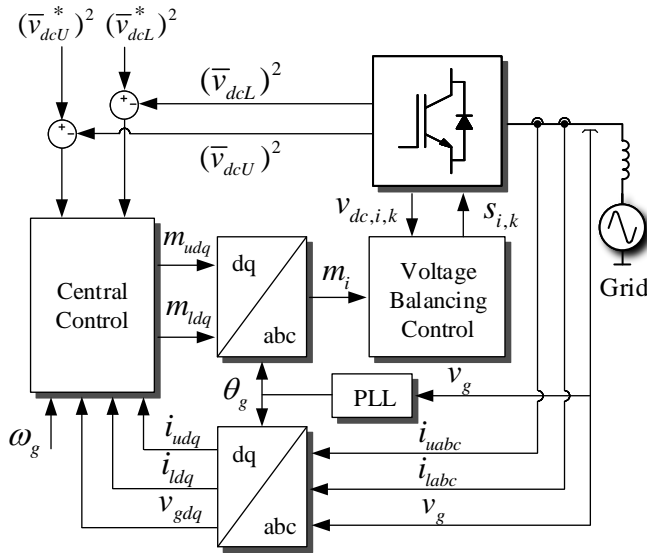 (v̅*dcU)² (v̅*dcL)²
+ -
(v̅dcL)²
+ -
(v̅dcU)²
vdc,i,k si,k
Grid
mudq
dq
mi
Voltage
Balancing
Control
Central
Control
mldq
abc
θg
PLL
vg
ωg
iudq
dq
iuabc
ildq
ilabc
vgdq
abc
vg